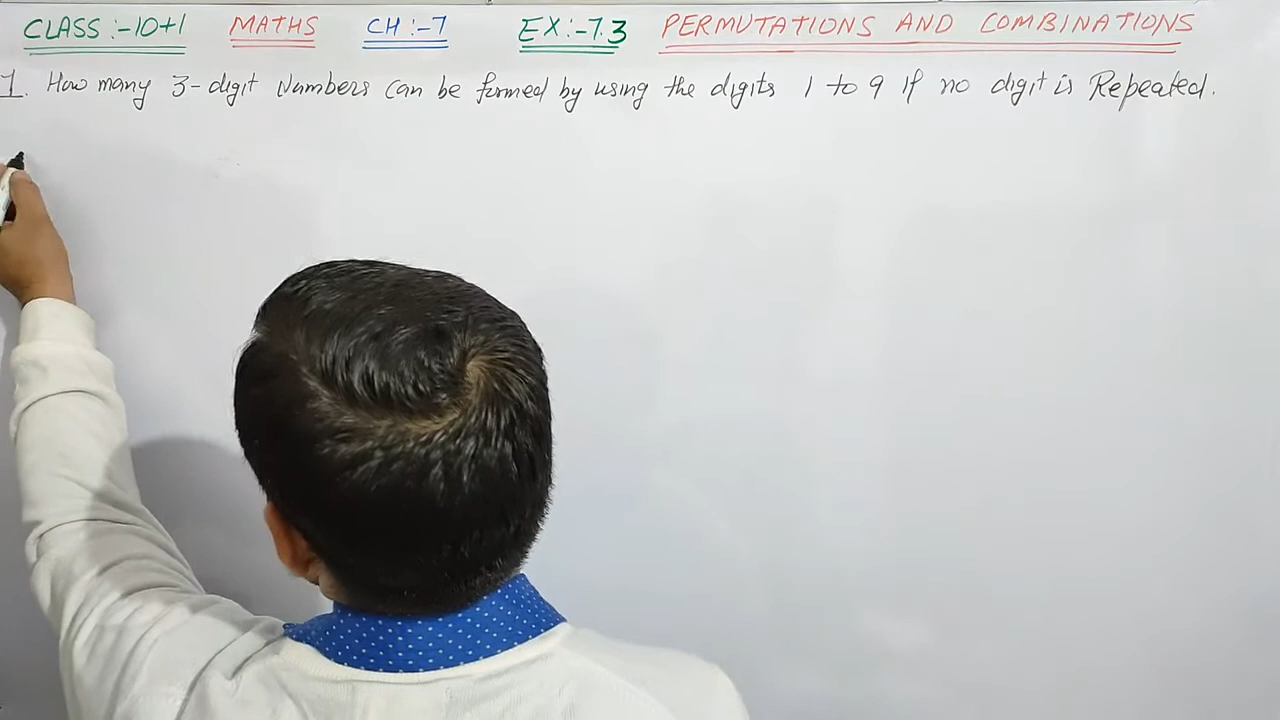 CLASS:-10+1 MATHS CH:-7 EX:-7.3 PERMUTATIONS AND COMBINATIONS
1. How many 3-digit Numbers can be formed by using the digits 1 to 9 if no digit is Repeated.